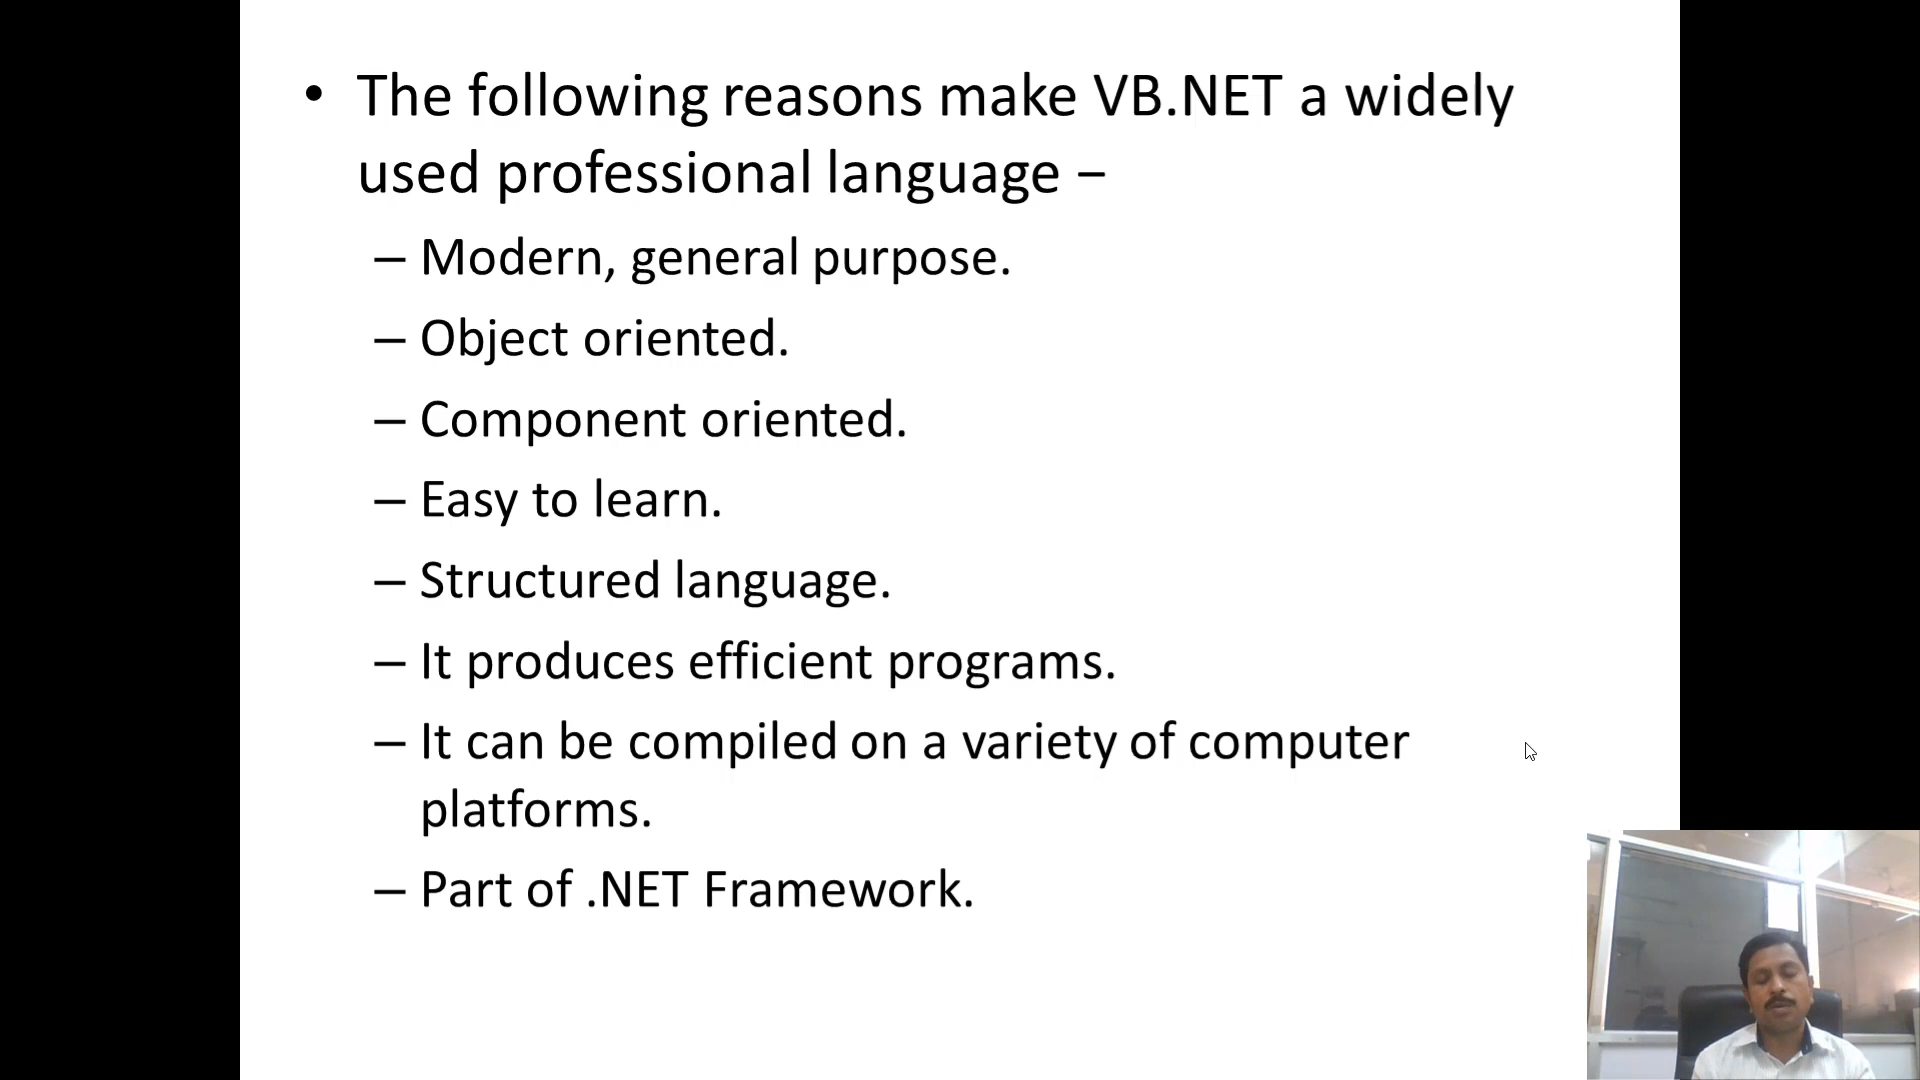 • The following reasons make VB.NET a widely
used professional language −
– Modern, general purpose.
– Object oriented.
– Component oriented.
– Easy to learn.
– Structured language.
– It produces efficient programs.
– It can be compiled on a variety of computer
platforms.
– Part of .NET Framework.